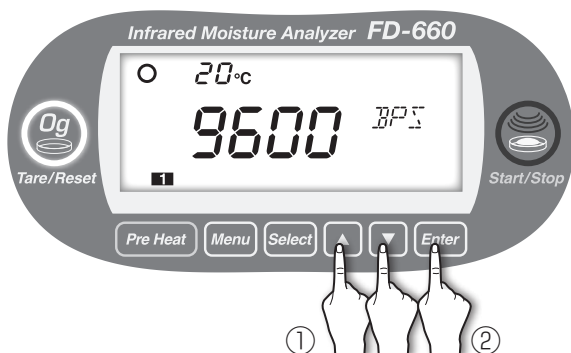 Infrared Moisture Analyzer FD-660
20°C
9600 BPS
1
0g
Tare/Reset
Start/Stop
Pre Heat Menu Select ▲ ▼ Enter
① ②